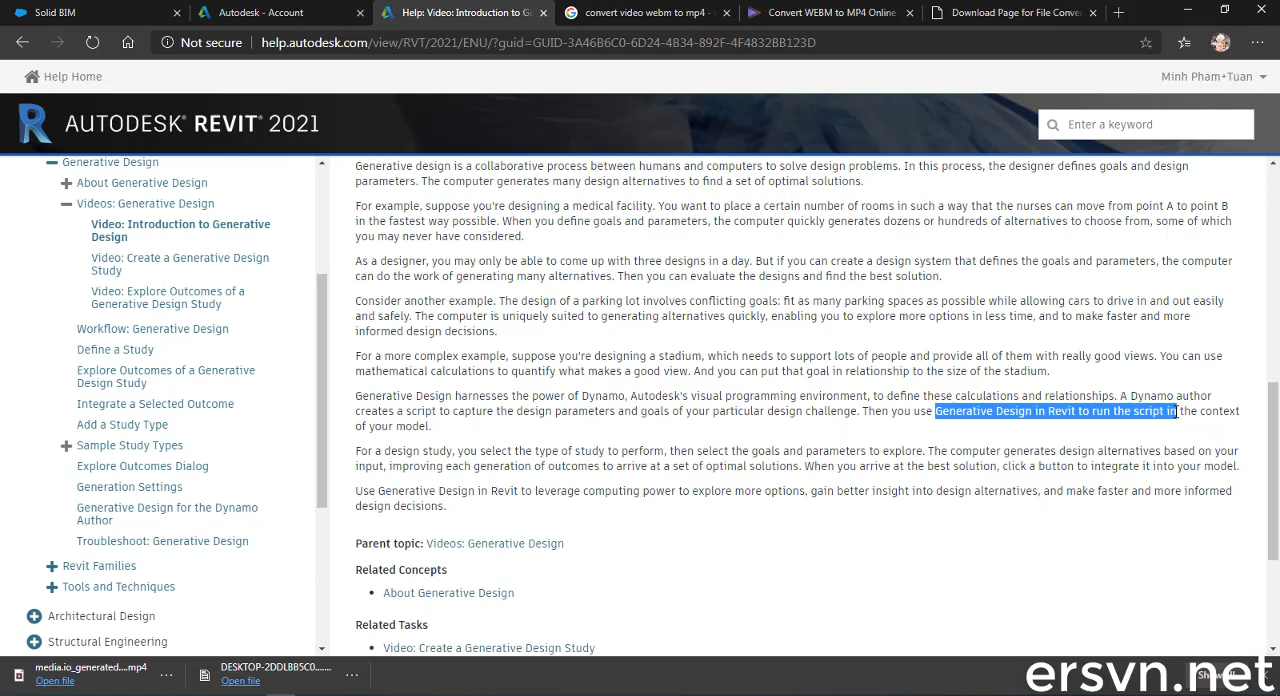 Solid BIM
Autodesk - Account
Help: Video: Introduction to G
convert video webm to mp4 -
Convert WEBM to MP4 Online
Download Page for File Conver
Not secure
help.autodesk.com/view/RVT/2021/ENU/?guid=GUID-3A46B6C0-6D24-4B34-892F-4F4832BB123D
Help Home
Minh Pham+Tuan
AUTODESK® REVIT® 2021
Enter a keyword
Generative Design
About Generative Design
Videos: Generative Design
Video: Introduction to Generative
Design
Video: Create a Generative Design
Study
Video: Explore Outcomes of a
Generative Design Study
Workflow: Generative Design
Define a Study
Explore Outcomes of a Generative
Design Study
Integrate a Selected Outcome
Add a Study Type
Sample Study Types
Explore Outcomes Dialog
Generation Settings
Generative Design for the Dynamo
Author
Troubleshoot: Generative Design
Revit Families
Tools and Techniques
Architectural Design
Structural Engineering
Generative design is a collaborative process between humans and computers to solve design problems. In this process, the designer defines goals and design
parameters. The computer generates many design alternatives to find a set of optimal solutions.
For example, suppose you're designing a medical facility. You want to place a certain number of rooms in such a way that the nurses can move from point A to point B
in the fastest way possible. When you define goals and parameters, the computer quickly generates dozens or hundreds of alternatives to choose from, some of which
you may never have considered.
As a designer, you may only be able to come up with three designs in a day. But if you can create a design system that defines the goals and parameters, the computer
can do the work of generating many alternatives. Then you can evaluate the designs and find the best solution.
Consider another example. The design of a parking lot involves conflicting goals: fit as many parking spaces as possible while allowing cars to drive in and out easily
and safely. The computer is uniquely suited to generating alternatives quickly, enabling you to explore more options in less time, and to make faster and more
informed design decisions.
For a more complex example, suppose you're designing a stadium, which needs to support lots of people and provide all of them with really good views. You can use
mathematical calculations to quantify what makes a good view. And you can put that goal in relationship to the size of the stadium.
Generative Design harnesses the power of Dynamo, Autodesk's visual programming environment, to define these calculations and relationships. A Dynamo author
creates a script to capture the design parameters and goals of your particular design challenge. Then you use Generative Design in Revit to run the script in the context
of your model.
For a design study, you select the type of study to perform, then select the goals and parameters to explore. The computer generates design alternatives based on your
input, improving each generation of outcomes to arrive at a set of optimal solutions. When you arrive at the best solution, click a button to integrate it into your model.
Use Generative Design in Revit to leverage computing power to explore more options, gain better insight into design alternatives, and make faster and more informed
design decisions.
Parent topic: Videos: Generative Design
Related Concepts
• About Generative Design
Related Tasks
• Video: Create a Generative Design Study
media.io_generated....mp4
Open file
DESKTOP-2DDLBB5C0.......
Open file
ersvn.net